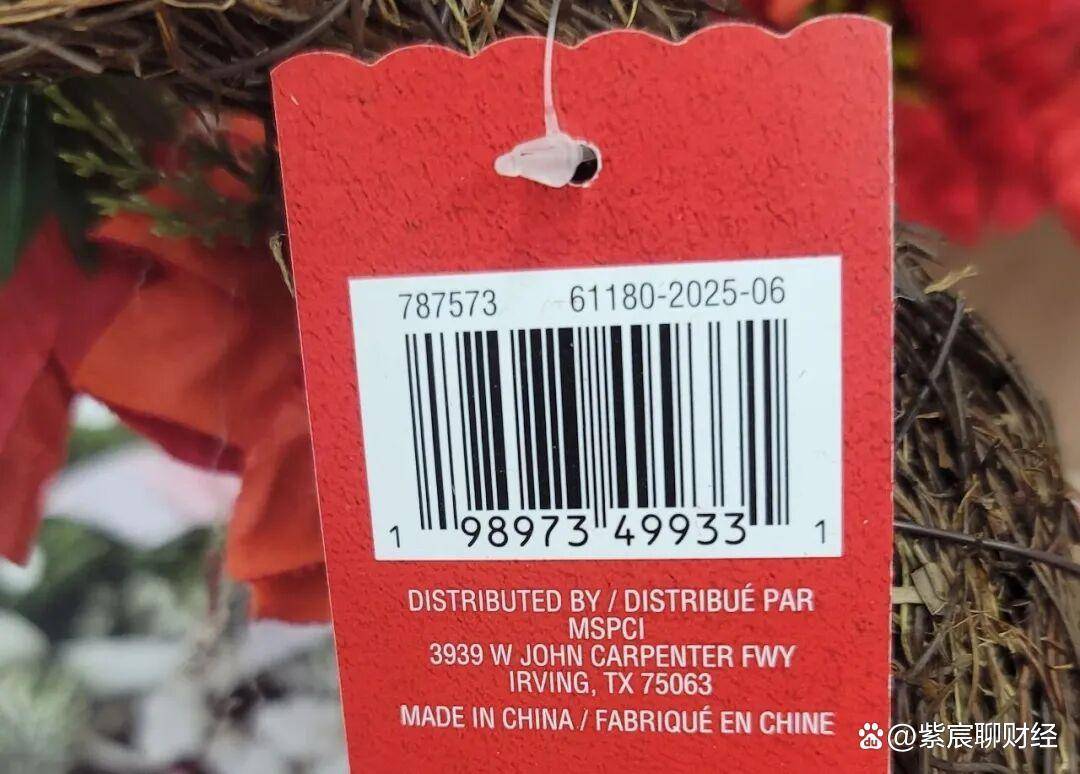 787573 61180-2025-06
1 98973 49933 1
DISTRIBUTED BY / DISTRIBUÉ PAR
MSPCI
3939 W JOHN CARPENTER FWY
IRVING, TX 75063
MADE IN CHINA / FABRIQUÉ EN CHINE
@紫宸聊财经